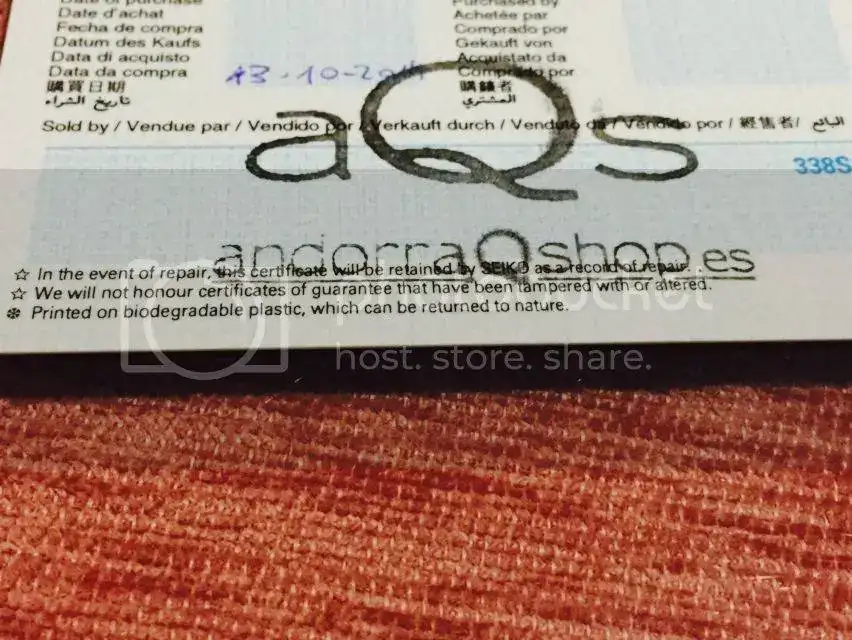 Date of purchase
Date d'achat
Fecha de compra
Datum des Kaufs
Data di acquisto
Data da compra
購買日期
تاريخ الشراء
Purchased by
Achetée par
Comprado por
Gekauft von
Acquistato da
Comprado por
購錶者
المشتري
13-10-2014
Sold by / Vendue par / Vendido por / Verkauft durch / Venduto da / Vendido por / 經售者 / البائع
338S
aQs
andorraQshop.es
☆ In the event of repair, this certificate will be retained by SEIKO as a record of repair.
☆ We will not honour certificates of guarantee that have been tampered with or altered.
❇ Printed on biodegradable plastic, which can be returned to nature.
photobucket
host. store. share.